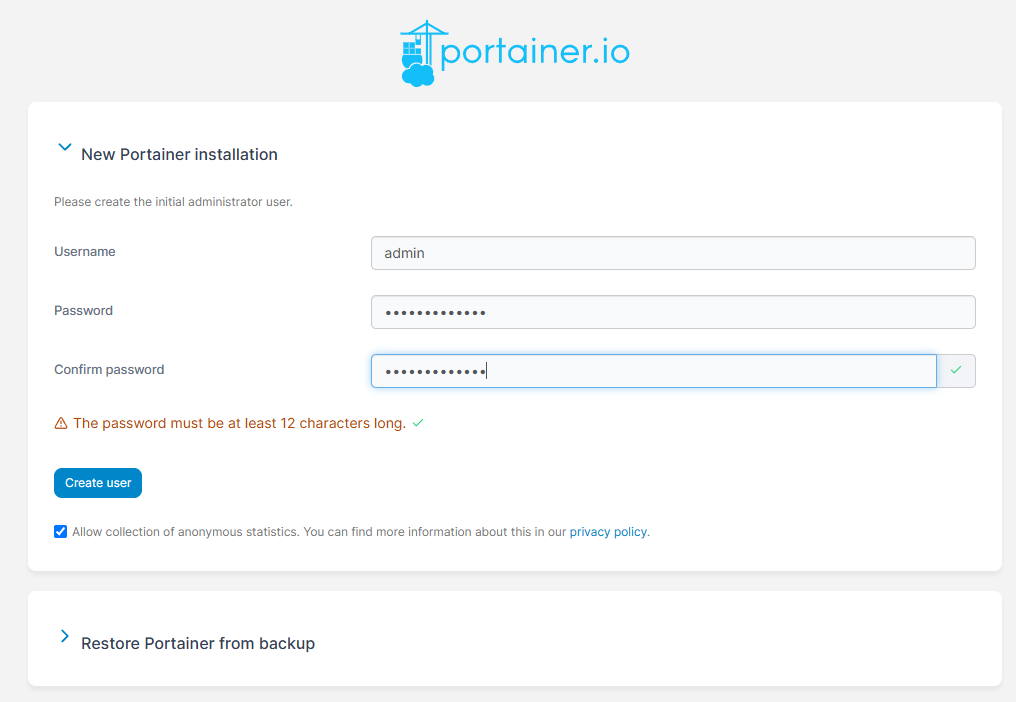 portainer.io
New Portainer installation
Please create the initial administrator user.
Username
admin
Password
•••••••••••••
Confirm password
•••••••••••••
The password must be at least 12 characters long.
Create user
Allow collection of anonymous statistics. You can find more information about this in our privacy policy.
Restore Portainer from backup